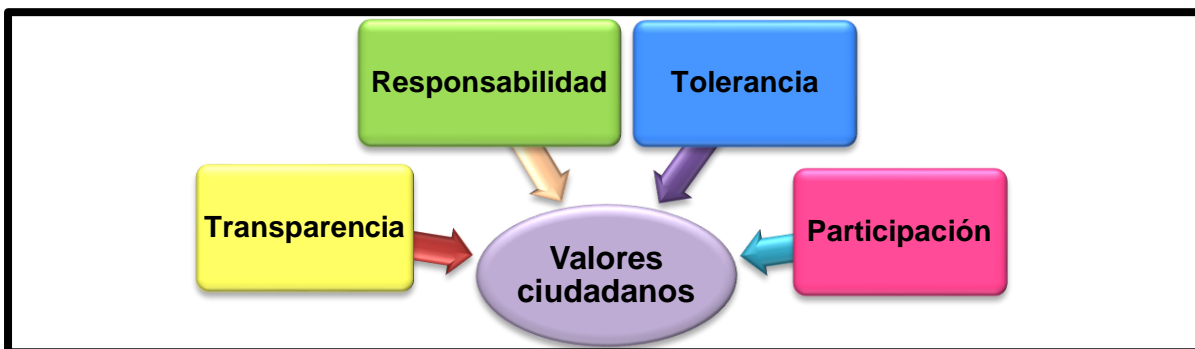 Responsabilidad
Tolerancia
Transparencia
Participación
Valores
ciudadanos